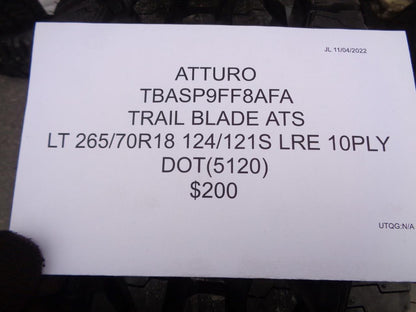 JL 11/04/2022
ATTURO
TBASP9FF8AFA
TRAIL BLADE ATS
LT 265/70R18 124/121S LRE 10PLY
DOT(5120)
$200
UTQG:N/A